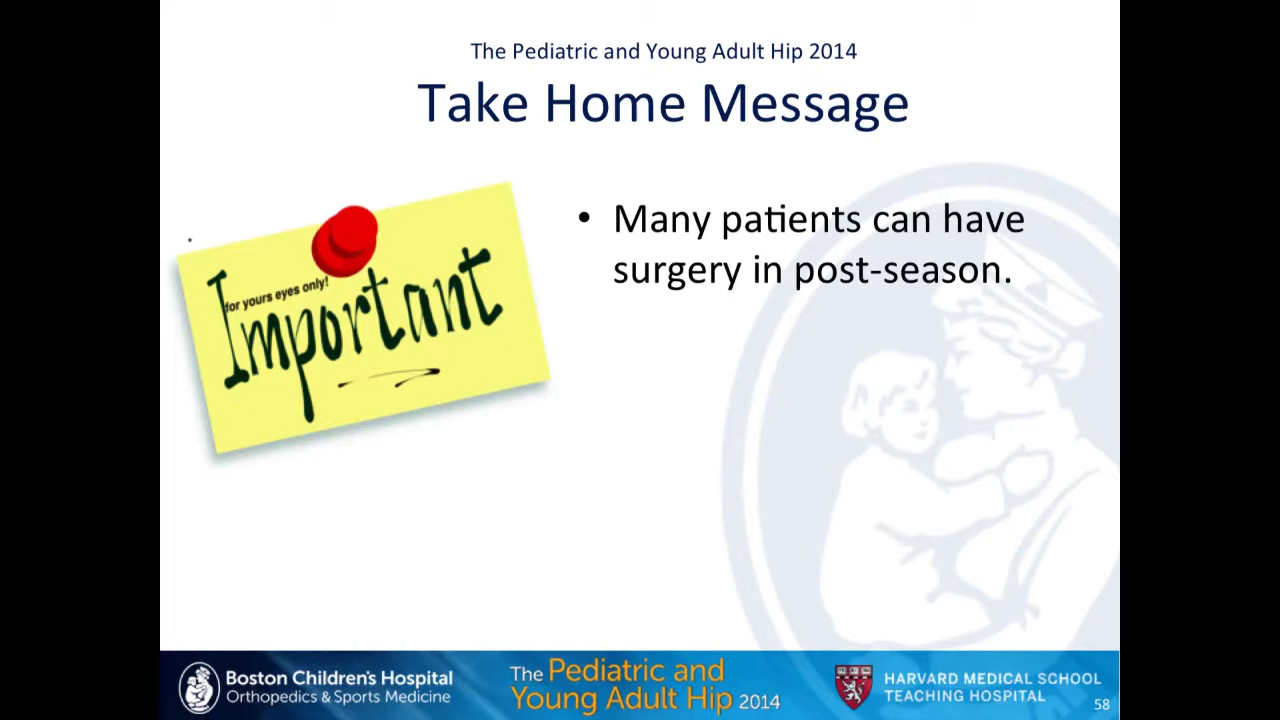 The Pediatric and Young Adult Hip 2014
Take Home Message
for yours eyes only!
Important
• Many patients can have
surgery in post-season.
Boston Children's Hospital
Orthopedics & Sports Medicine
The Pediatric and
Young Adult Hip 2014
HARVARD MEDICAL SCHOOL
TEACHING HOSPITAL
58